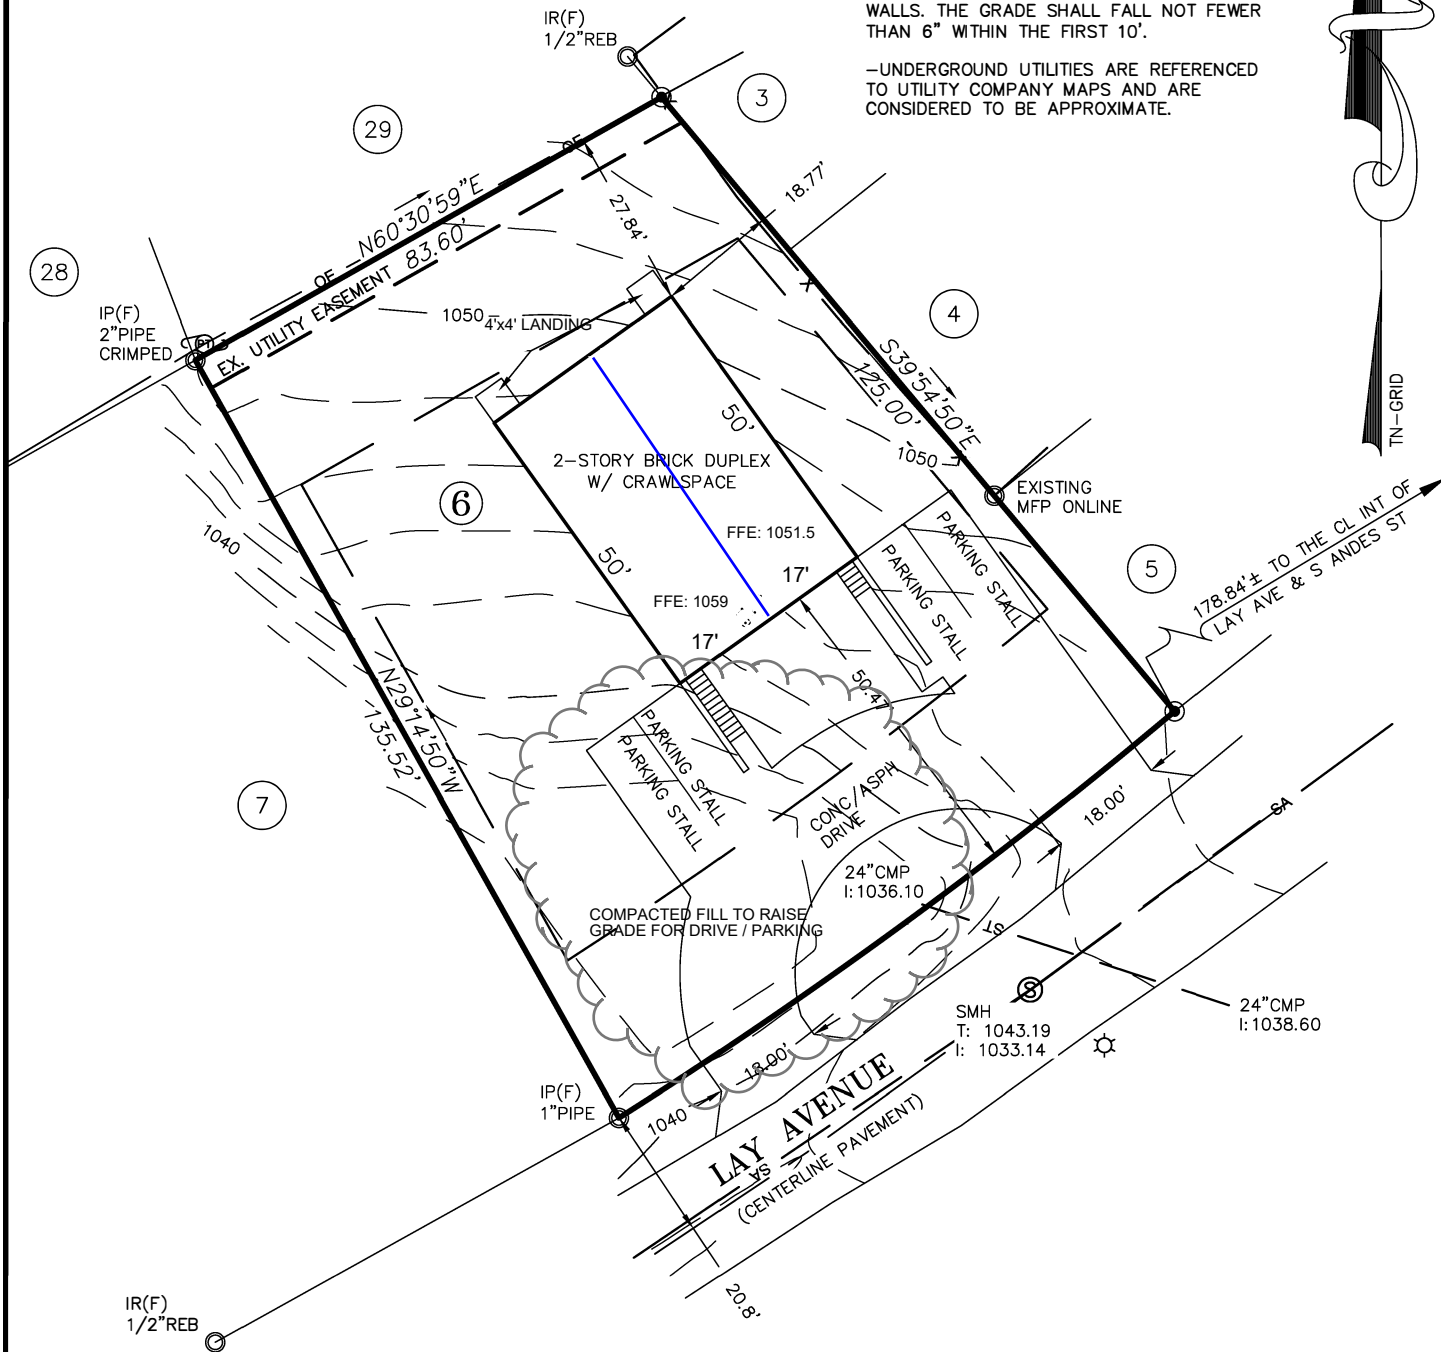 WALLS. THE GRADE SHALL FALL NOT FEWER
THAN 6" WITHIN THE FIRST 10'.
-UNDERGROUND UTILITIES ARE REFERENCED
TO UTILITY COMPANY MAPS AND ARE
CONSIDERED TO BE APPROXIMATE.
IR(F)
1/2"REB
3
29
OF
18.77'
N60°30'59"E
83.60'
27.84'
28
OF
EX. UTILITY EASEMENT
IP(F)
2"PIPE
CRIMPED
1050
4'x4' LANDING
4
X
S39°54'50"E
125.00'
TN-GRID
50'
1050
2-STORY BRICK DUPLEX
W/ CRAWLSPACE
EXISTING
MFP ONLINE
6
FFE: 1051.5
1040
50'
17'
PARKING STALL
PARKING STALL
5
178.84'± TO THE CL INT OF
LAY AVE & S ANDES ST
FFE: 1059
17'
50.47'
N29°14'50"W
135.52'
PARKING STALL
PARKING STALL
7
CONC/ASPH
DRIVE
18.00'
SA
24"CMP
I:1036.10
COMPACTED FILL TO RAISE
GRADE FOR DRIVE / PARKING
ST
S
SMH
T: 1043.19
I: 1033.14
24"CMP
I:1038.60
18.00'
IP(F)
1"PIPE
1040
LAY AVENUE
SA
(CENTERLINE PAVEMENT)
20.8'
IR(F)
1/2"REB